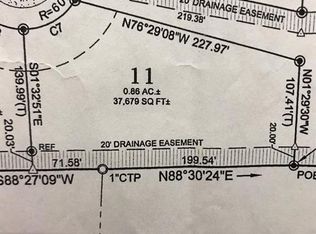 20' DRAINAGE EASEMENT
219.38'
R=60
C7
N76°29'08"W 227.97'
S01°32'51"E
139.99'(T)
11
0.86 AC.±
37,679 SQ FT±
N01°29'30"W
107.41'(T)
20.03'
REF
20' DRAINAGE EASEMENT
20.00'
71.58'
199.54'
S88°27'09"W
1"CTP
N88°30'24"E
POB